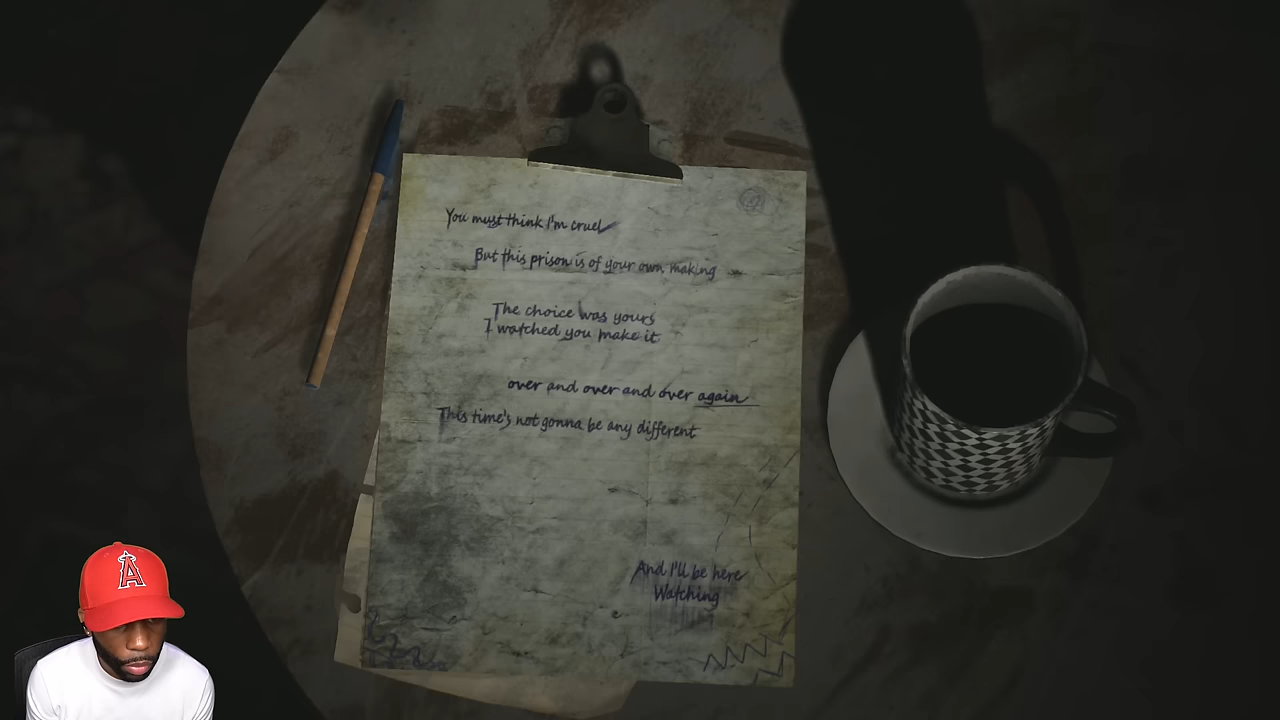 You must think I'm cruel
But this prison is of your own making
The choice was yours
I watched you make it
over and over and over again
This time's not gonna be any different
And I'll be here
Watching
A